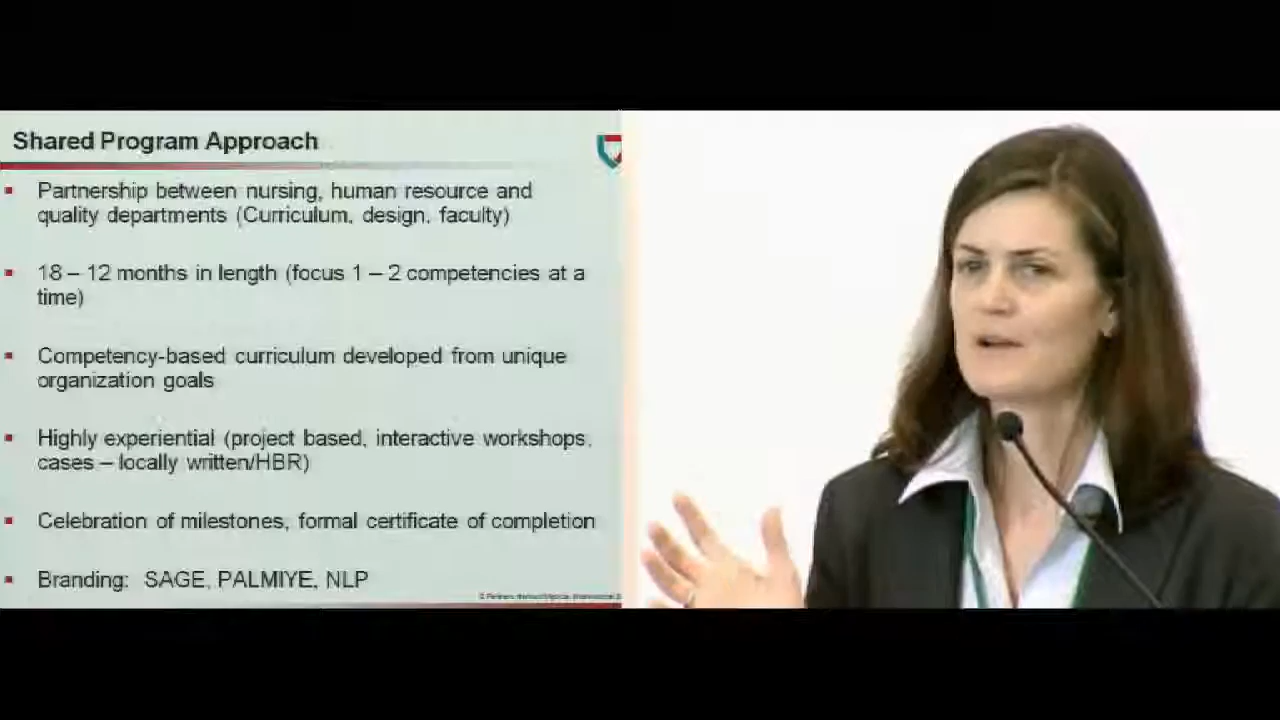 Shared Program Approach
Partnership between nursing, human resource and
quality departments (Curriculum, design, faculty)
18 – 12 months in length (focus 1 – 2 competencies at a
time)
Competency-based curriculum developed from unique
organization goals
Highly experiential (project based, interactive workshops,
cases – locally written/HBR)
Celebration of milestones, formal certificate of completion
Branding: SAGE, PALMIYE, NLP